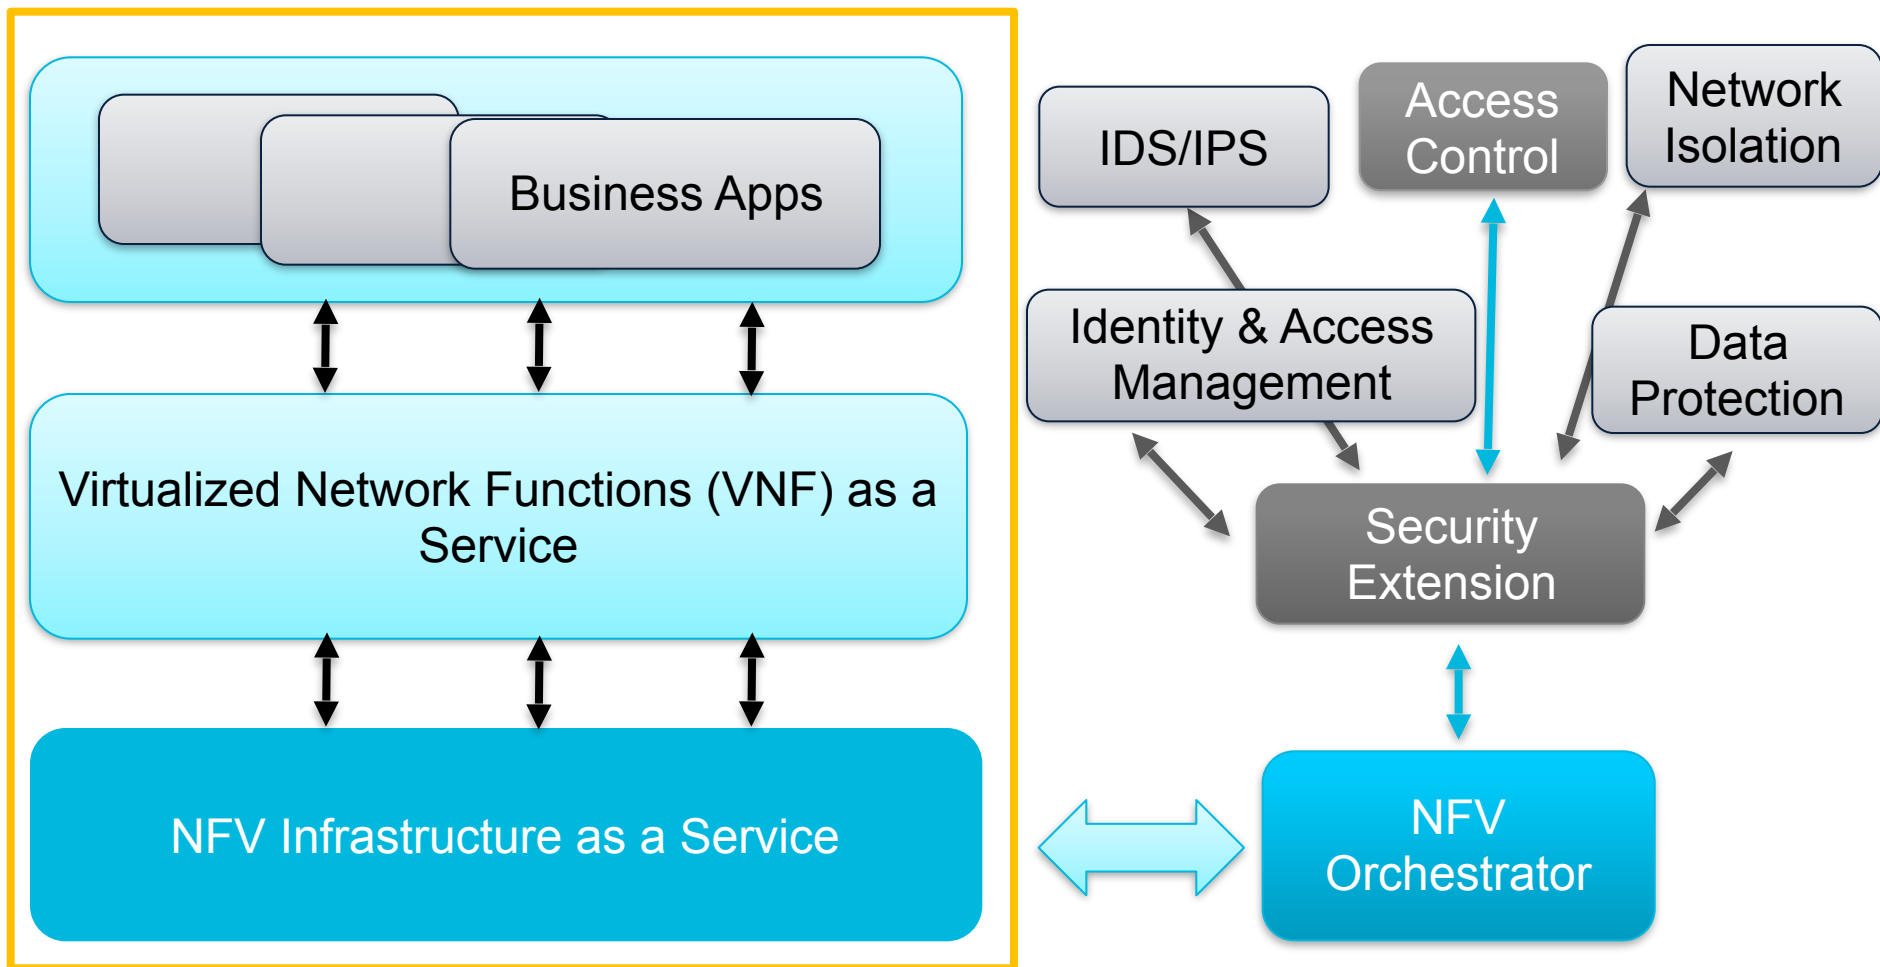 Business Apps
Virtualized Network Functions (VNF) as a
Service
NFV Infrastructure as a Service
IDS/IPS
Access
Control
Network
Isolation
Identity & Access
Management
Data
Protection
Security
Extension
NFV
Orchestrator